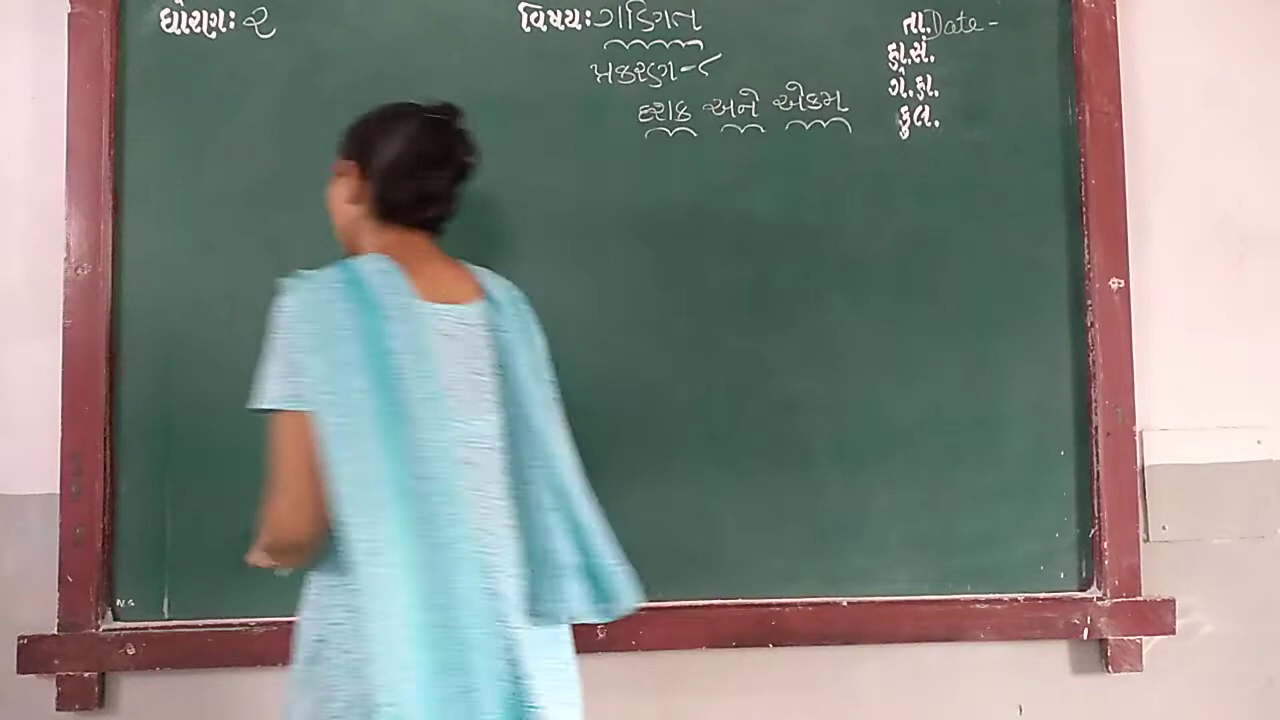 ધોરણ: ૨
વિષય: ગણિત
તા. Date -
પ્રકરણ-૮
હા.સં.
દશક અને એકમ
ગે.હા.
કુલ.